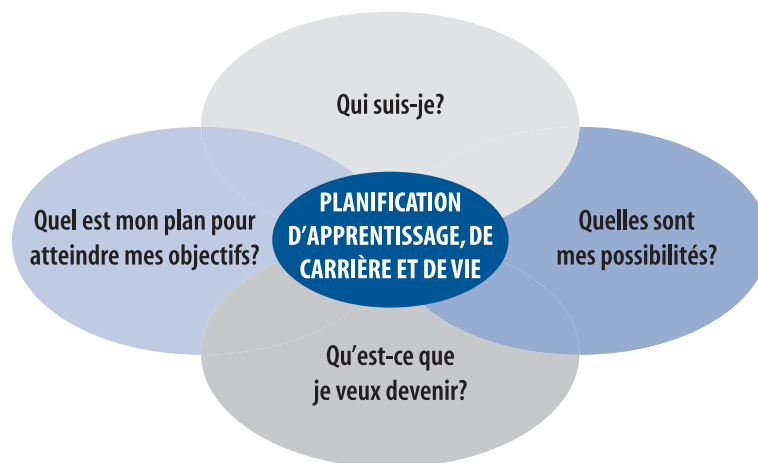 Qui suis-je?
Quel est mon plan pour
atteindre mes objectifs?
PLANIFICATION
D'APPRENTISSAGE, DE
CARRIÈRE ET DE VIE
Quelles sont
mes possibilités?
Qu'est-ce que
je veux devenir?